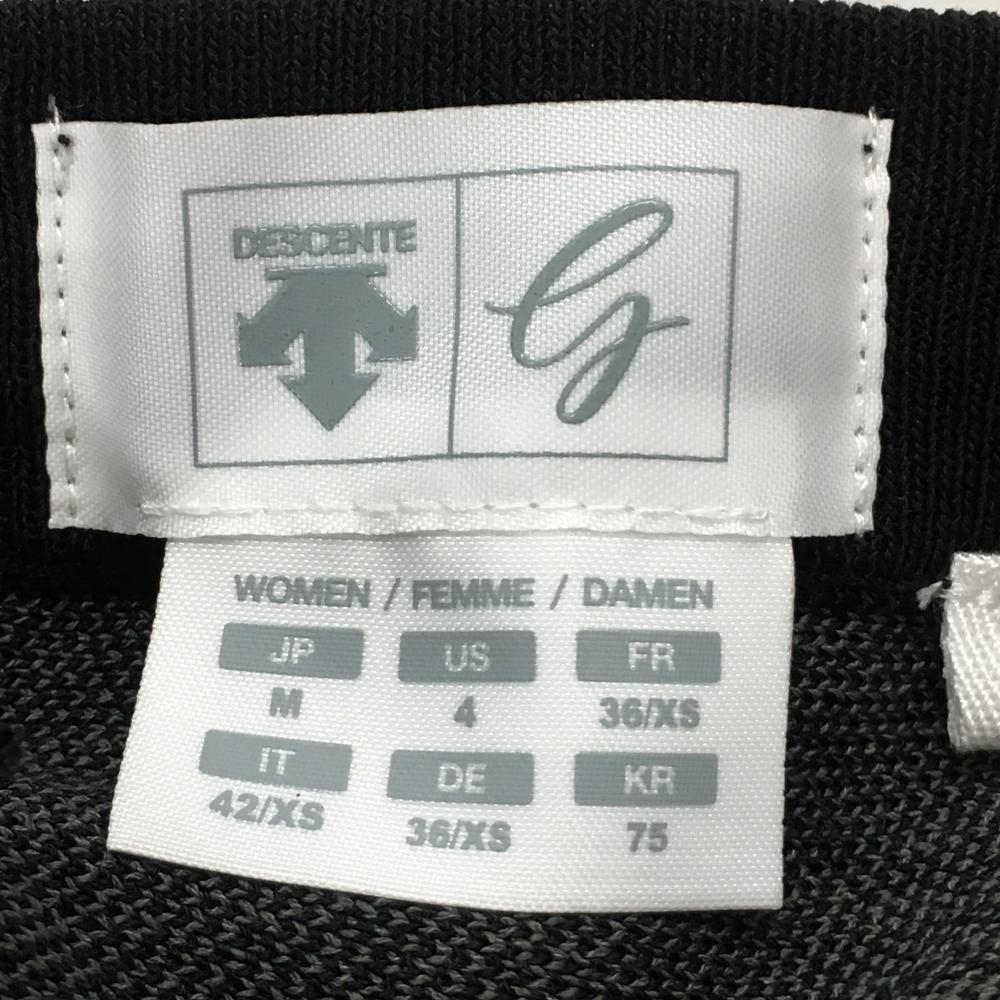 DESCENTE
G
WOMEN / FEMME / DAMEN
JP US FR
M 4 36/XS
IT DE KR
42/XS 36/XS 75